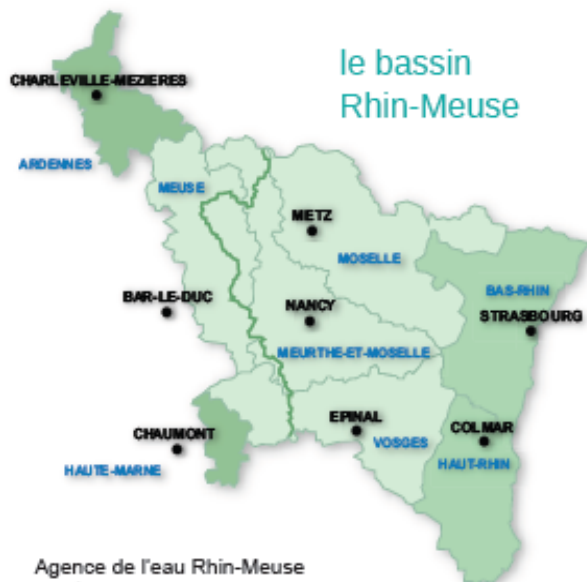 le bassin
Rhin-Meuse
CHARLEVILLE-MEZIERES
ARDENNES
MEUSE
METZ
MOSELLE
BAS-RHIN
BAR-LE-DUC
NANCY
STRASBOURG
MEURTHE-ET-MOSELLE
EPINAL
CHAUMONT
VOSGES
COLMAR
HAUTE-MARNE
HAUT-RHIN
Agence de l'eau Rhin-Meuse